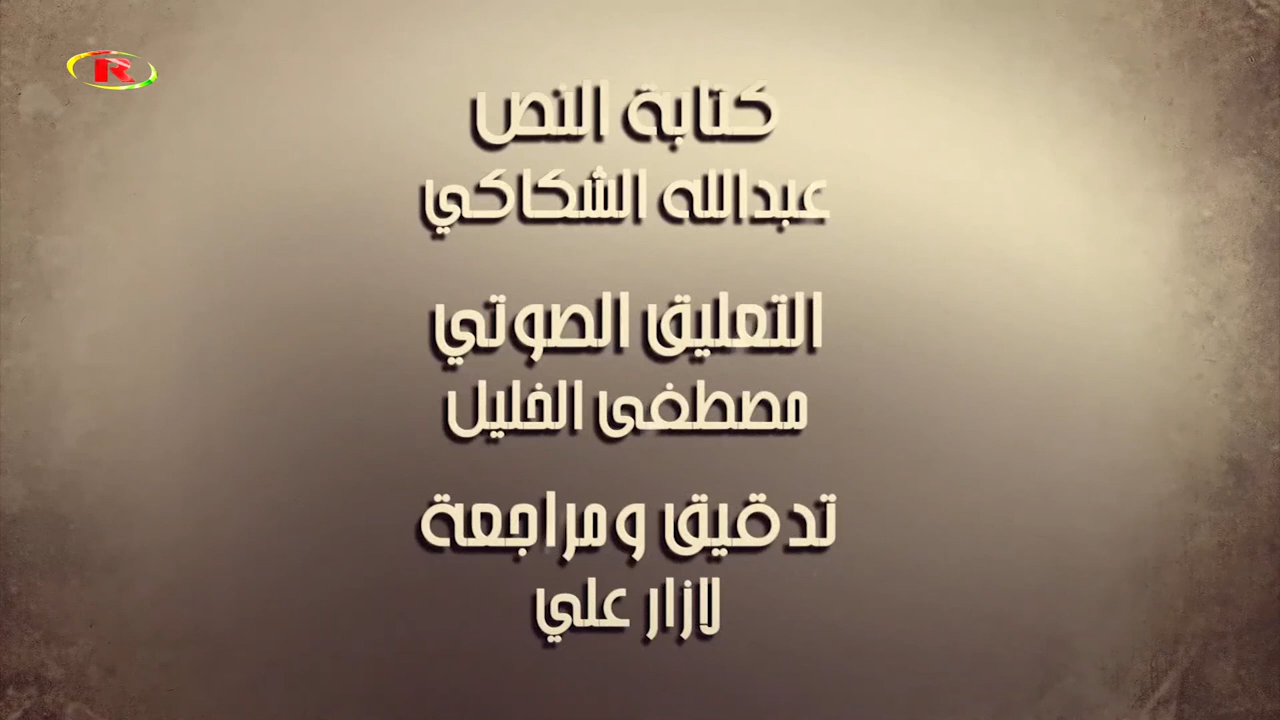 R
كتابة النص
عبدالله الشكاكي
التعليق الصوتي
مصطفى الخليل
تدقيق ومراجعة
لازار علي